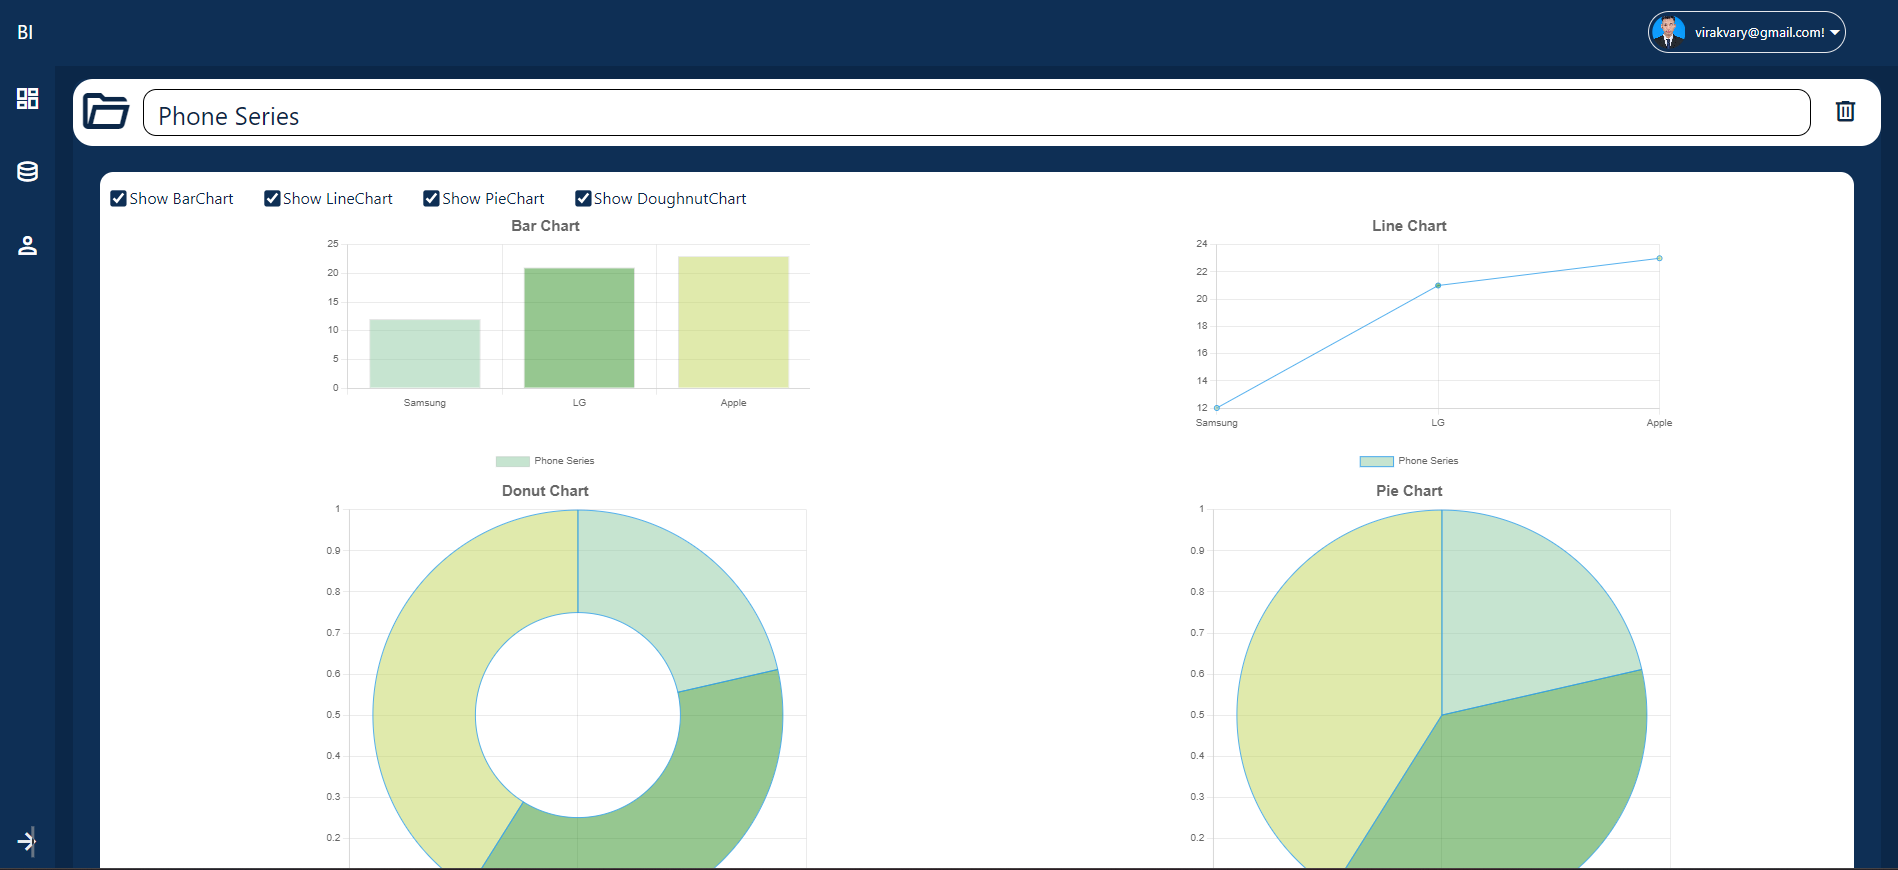 BI
virakvary@gmail.com!
Phone Series
Show BarChart Show LineChart Show PieChart Show DoughnutChart
Bar Chart
25
20
15
10
5
0
Samsung LG Apple
Phone Series
Line Chart
24
22
20
18
16
14
12
Samsung LG Apple
Phone Series
Donut Chart
1
0.9
0.8
0.7
0.6
0.5
0.4
0.3
0.2
Pie Chart
1
0.9
0.8
0.7
0.6
0.5
0.4
0.3
0.2